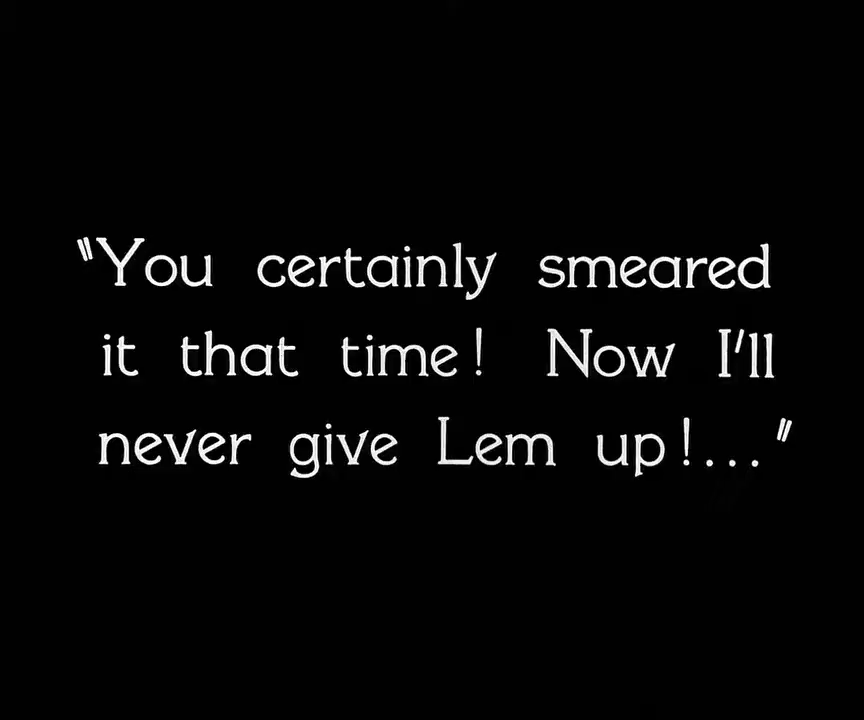 "You certainly smeared
it that time! Now I'll
never give Lem up!..."